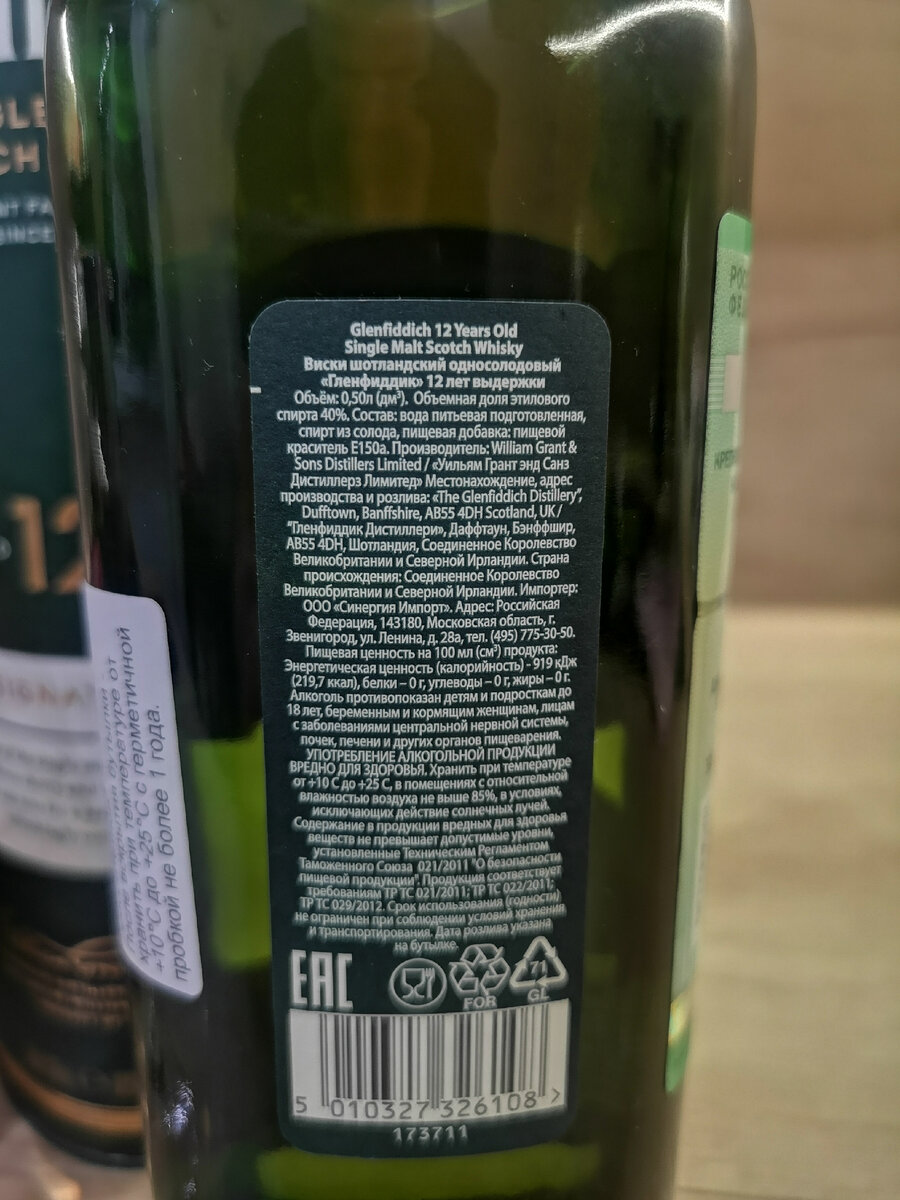 Glenfiddich 12 Years Old
Single Malt Scotch Whisky
Виски шотландский односолодовый
«Гленфиддик» 12 лет выдержки
Объём: 0,50л (дм³). Объемная доля этилового
спирта 40%. Состав: вода питьевая подготовленная,
спирт из солода, пищевая добавка: пищевой
краситель Е150а. Производитель: William Grant &
Sons Distillers Limited / «Уильям Грант энд Санз
Дистиллерз Лимитед» Местонахождение, адрес
производства и розлива: «The Glenfiddich Distillery",
Dufftown, Banffshire, AB55 4DH Scotland, UK /
"Гленфиддик Дистиллери», Даффтаун, Бэнффшир,
AB55 4DH, Шотландия, Соединенное Королевство
Великобритании и Северной Ирландии. Страна
происхождения: Соединенное Королевство
Великобритании и Северной Ирландии. Импортер:
ООО «Синергия Импорт». Адрес: Российская
Федерация, 143180, Московская область, г.
Звенигород, ул. Ленина, д. 28а, тел. (495) 775-30-50.
Пищевая ценность на 100 мл (см³) продукта:
Энергетическая ценность (калорийность) - 919 кДж
(219,7 ккал), белки – 0 г, углеводы – 0 г, жиры – 0 г.
Алкоголь противопоказан детям и подросткам до
18 лет, беременным и кормящим женщинам, лицам
с заболеваниями центральной нервной системы,
почек, печени и других органов пищеварения.
УПОТРЕБЛЕНИЕ АЛКОГОЛЬНОЙ ПРОДУКЦИИ
ВРЕДНО ДЛЯ ЗДОРОВЬЯ. Хранить при температуре
от +10 С до +25 С, в помещениях с относительной
влажностью воздуха не выше 85%, в условиях,
исключающих действие солнечных лучей.
Содержание в продукции вредных для здоровья
веществ не превышает допустимые уровни,
установленные Техническим Регламентом
Таможенного Союза 021/2011 "О безопасности
пищевой продукции". Продукция соответствует
требованиям ТР ТС 021/2011; ТР ТС 022/2011;
ТР ТС 029/2012. Срок использования (годности)
не ограничен при соблюдении условий хранения
и транспортирования. Дата розлива указана
на бутылке.
EAC
FOR
71
GL
5 010327 326108 >
173711
хранить при температуре от
+10°С до +25°С с герметичной
пробкой не более 1 года.
12